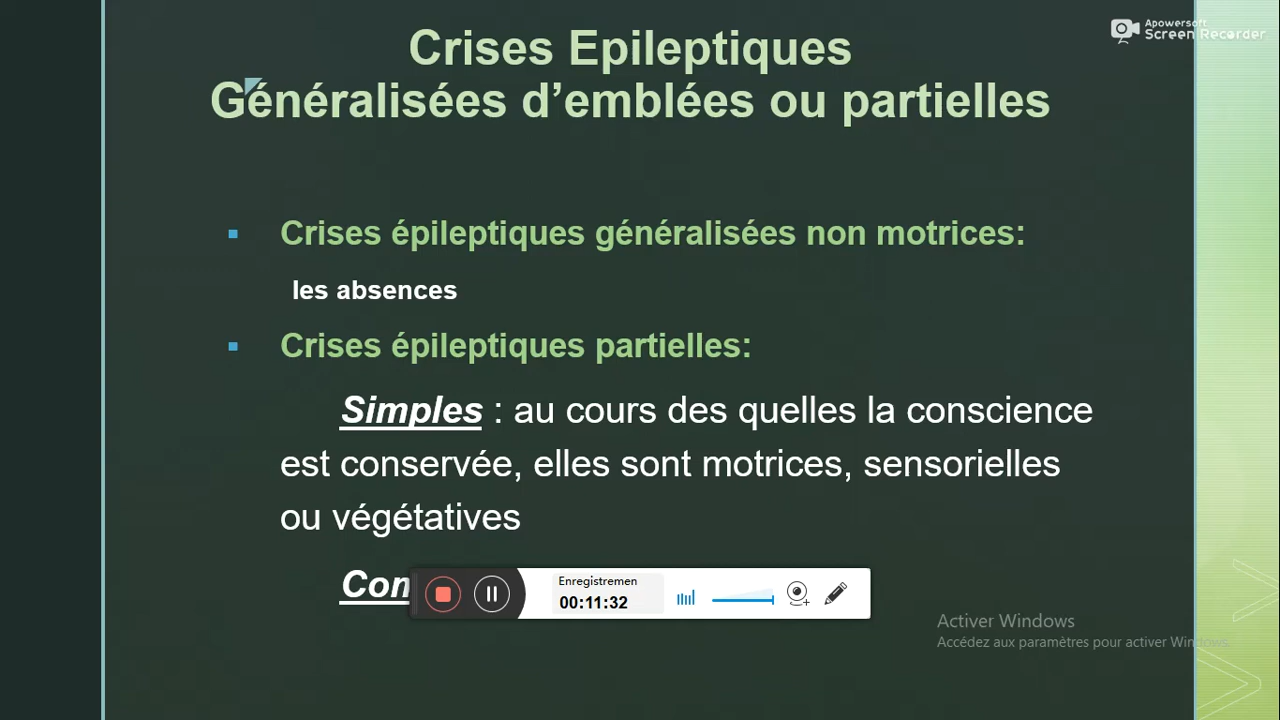 Apowersoft
Screen Recorder
Crises Epileptiques
Généralisées d’emblées ou partielles
Crises épileptiques généralisées non motrices:
les absences
Crises épileptiques partielles:
Simples : au cours des quelles la conscience
est conservée, elles sont motrices, sensorielles
ou végétatives
Enregistremen
00:11:32
Activer Windows
Accédez aux paramètres pour activer Windows.